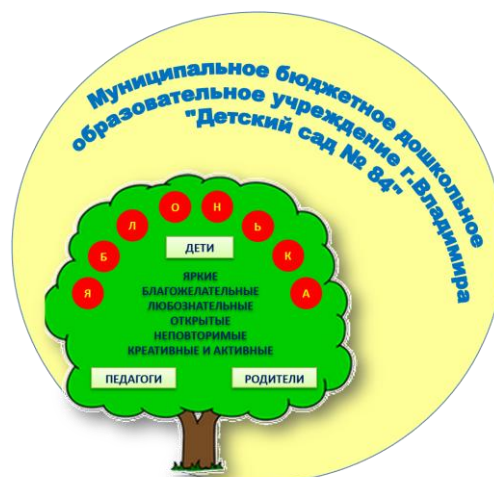 Муниципальное бюджетное дошкольное
образовательное учреждение г.Владимира
"Детский сад № 84"
Я Б Л О Н Ь К А
ДЕТИ
ЯРКИЕ
БЛАГОЖЕЛАТЕЛЬНЫЕ
ЛЮБОЗНАТЕЛЬНЫЕ
ОТКРЫТЫЕ
НЕПОВТОРИМЫЕ
КРЕАТИВНЫЕ И АКТИВНЫЕ
ПЕДАГОГИ
РОДИТЕЛИ